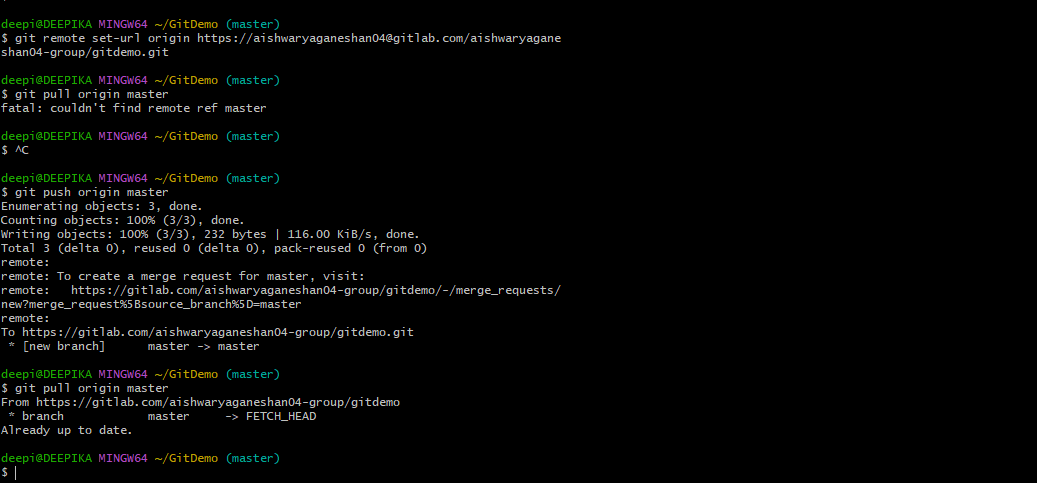 deepi@DEEPIKA MINGW64 ~/GitDemo (master)
$ git remote set-url origin https://aishwaryaganeshan04@gitlab.com/aishwaryagane
shan04-group/gitdemo.git
deepi@DEEPIKA MINGW64 ~/GitDemo (master)
$ git pull origin master
fatal: couldn't find remote ref master
deepi@DEEPIKA MINGW64 ~/GitDemo (master)
$ ^C
deepi@DEEPIKA MINGW64 ~/GitDemo (master)
$ git push origin master
Enumerating objects: 3, done.
Counting objects: 100% (3/3), done.
Writing objects: 100% (3/3), 232 bytes | 116.00 KiB/s, done.
Total 3 (delta 0), reused 0 (delta 0), pack-reused 0 (from 0)
remote:
remote: To create a merge request for master, visit:
remote:   https://gitlab.com/aishwaryaganeshan04-group/gitdemo/-/merge_requests/
new?merge_request%5Bsource_branch%5D=master
remote:
To https://gitlab.com/aishwaryaganeshan04-group/gitdemo.git
 * [new branch]      master -> master
deepi@DEEPIKA MINGW64 ~/GitDemo (master)
$ git pull origin master
From https://gitlab.com/aishwaryaganeshan04-group/gitdemo
 * branch            master     -> FETCH_HEAD
Already up to date.
deepi@DEEPIKA MINGW64 ~/GitDemo (master)
$